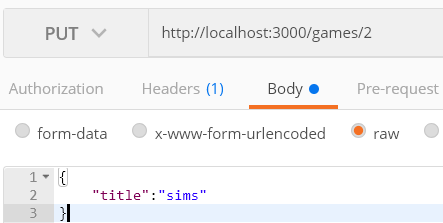 PUT http://localhost:3000/games/2
Authorization Headers (1) Body Pre-request
form-data x-www-form-urlencoded raw
1 {
2 "title":"sims"
3 }